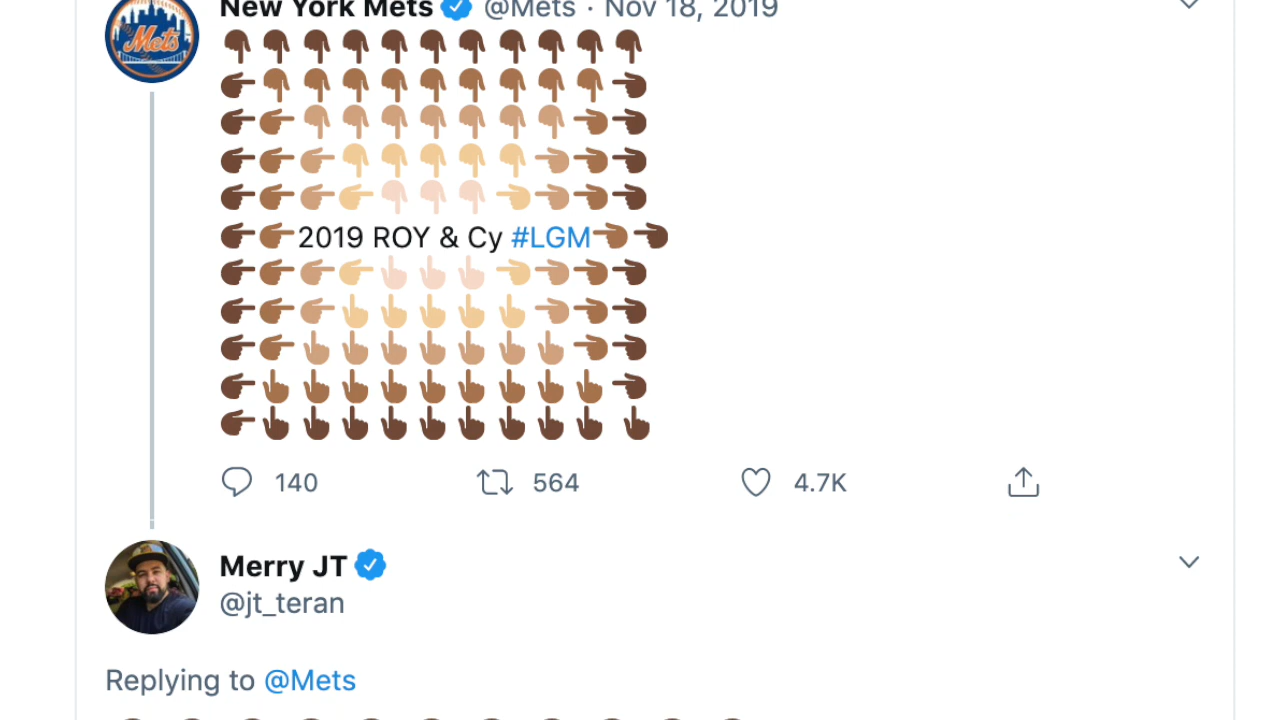 Mets
New York Mets @Mets · Nov 18, 2019
2019 ROY & Cy #LGM
140 564 4.7K
Merry JT
@jt_teran
Replying to @Mets